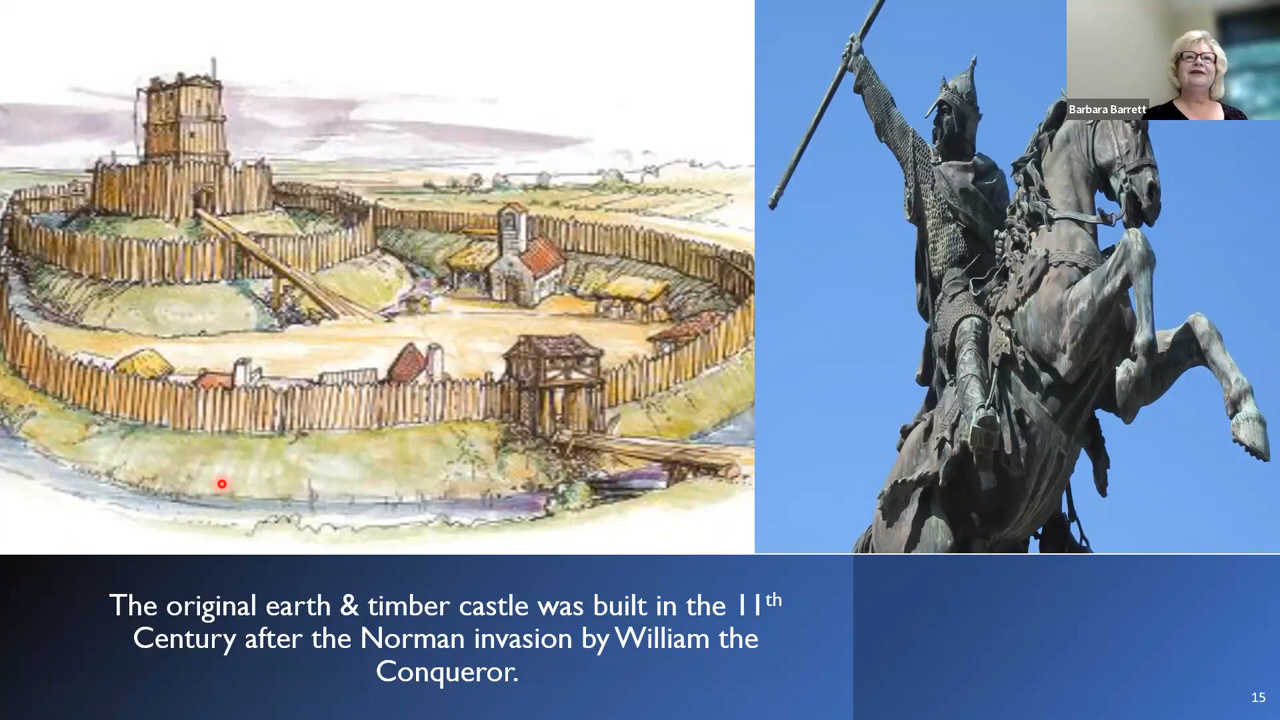 Barbara Barrett
The original earth & timber castle was built in the 11th
Century after the Norman invasion by William the
Conqueror.
15